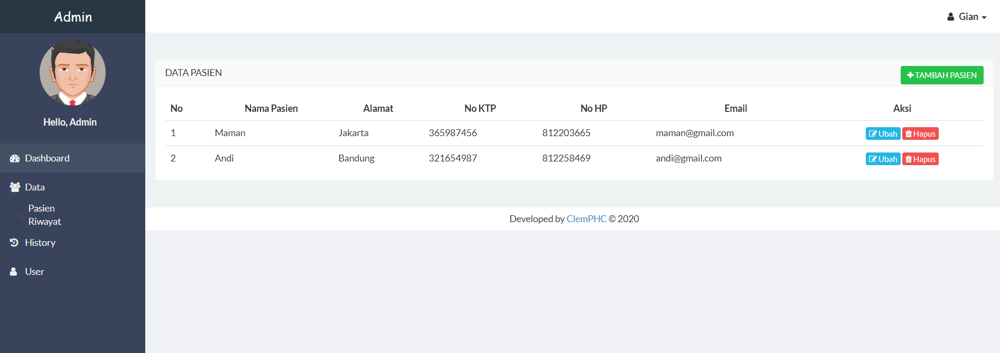 Admin
Gian
Hello, Admin
Dashboard
Data
Pasien
Riwayat
History
User
DATA PASIEN
TAMBAH PASIEN
No Nama Pasien Alamat No KTP No HP Email Aksi
1 Maman Jakarta 365987456 812203665 maman@gmail.com Ubah Hapus
2 Andi Bandung 321654987 812258469 andi@gmail.com Ubah Hapus
Developed by ClemPHC © 2020